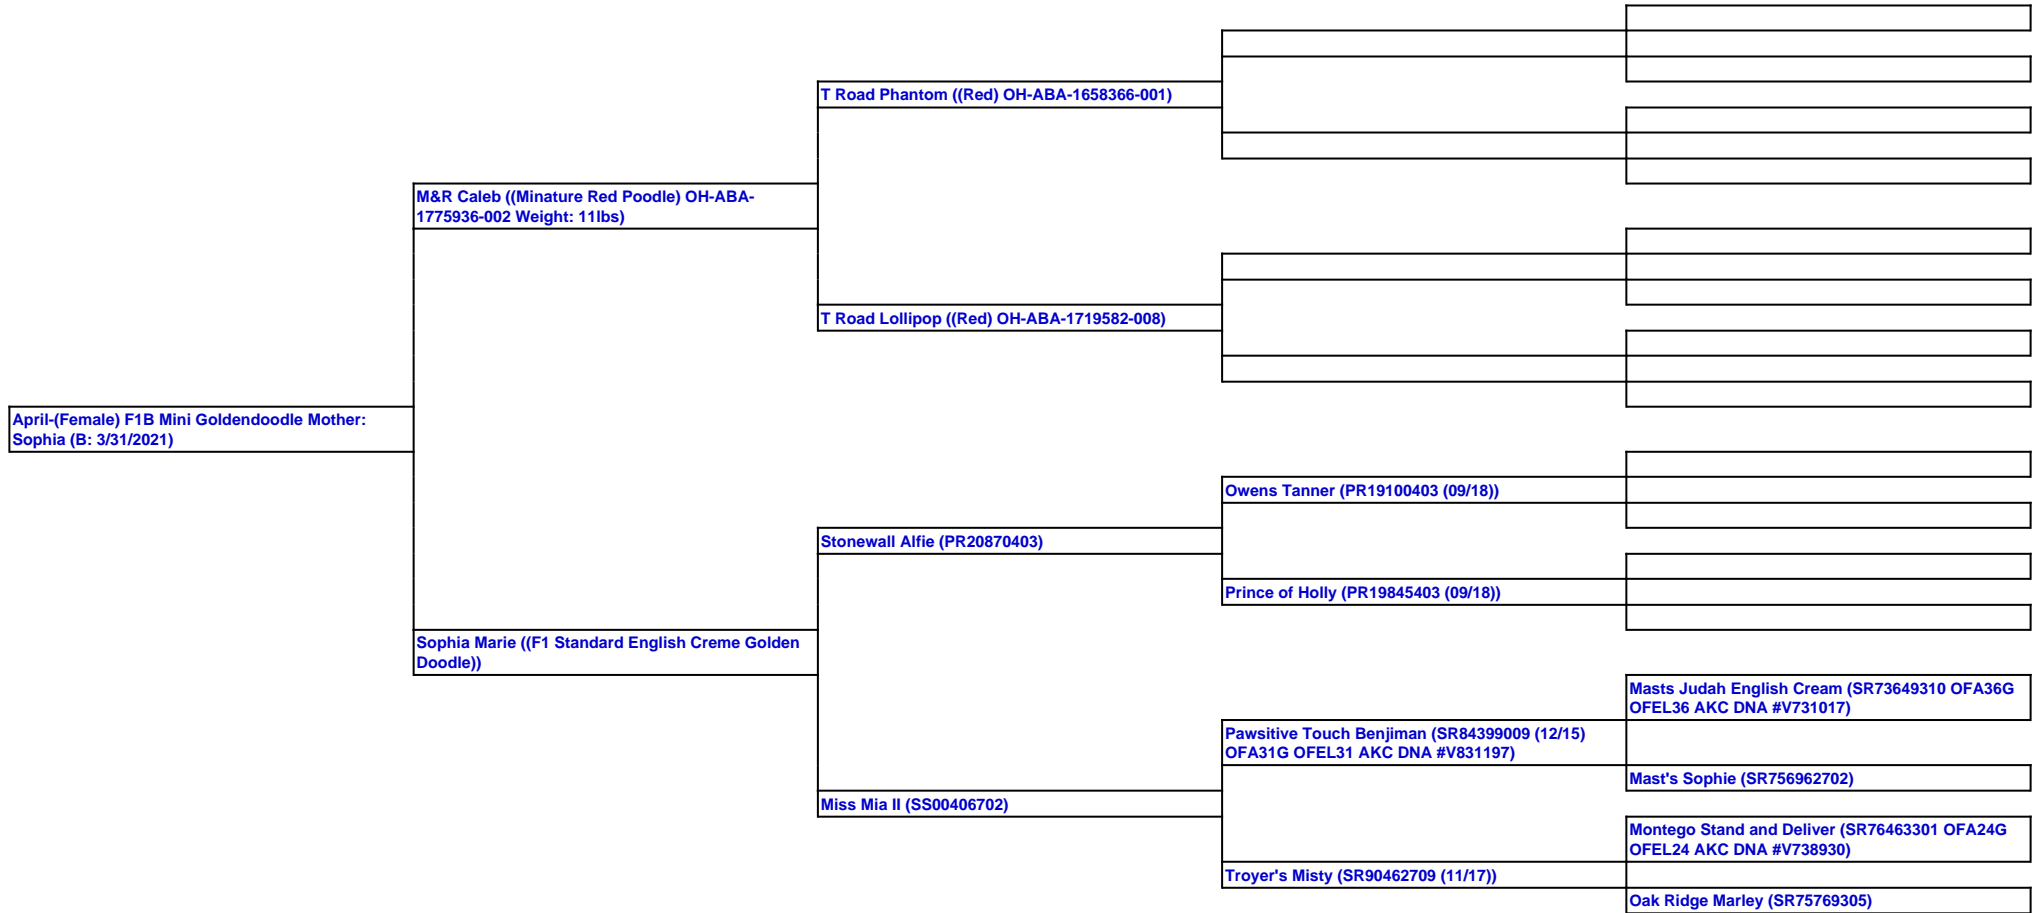 T Road Phantom ((Red) OH-ABA-1658366-001)
M&R Caleb ((Minature Red Poodle) OH-ABA-
1775936-002 Weight: 11lbs)
T Road Lollipop ((Red) OH-ABA-1719582-008)
April-(Female) F1B Mini Goldendoodle Mother:
Sophia (B: 3/31/2021)
Owens Tanner (PR19100403 (09/18))
Stonewall Alfie (PR20870403)
Prince of Holly (PR19845403 (09/18))
Sophia Marie ((F1 Standard English Creme Golden
Doodle))
Masts Judah English Cream (SR73649310 OFA36G
OFEL36 AKC DNA #V731017)
Pawsitive Touch Benjiman (SR84399009 (12/15)
OFA31G OFEL31 AKC DNA #V831197)
Mast's Sophie (SR756962702)
Miss Mia II (SS00406702)
Montego Stand and Deliver (SR76463301 OFA24G
OFEL24 AKC DNA #V738930)
Troyer's Misty (SR90462709 (11/17))
Oak Ridge Marley (SR75769305)